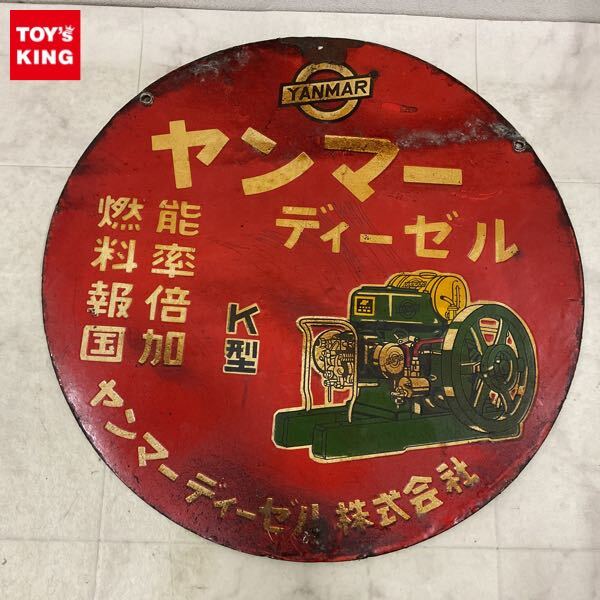 TOY'S
KING
YANMAR
ヤンマー
ディーゼル
能率倍加
燃料報国
K型
ヤンマーディーゼル株式会社